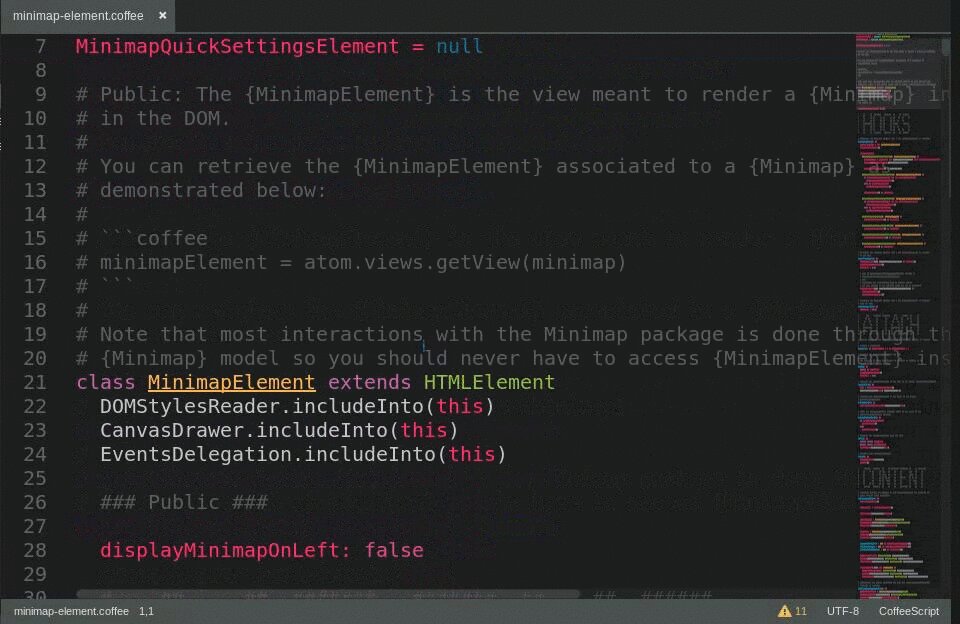 minimap-element.coffee ×
7 MinimapQuickSettingsElement = null
8
9 # Public: The {MinimapElement} is the view meant to render a {Minimap} in
10 # in the DOM.
11 #
12 # You can retrieve the {MinimapElement} associated to a {Minimap} as
13 # demonstrated below:
14 #
15 # ```coffee
16 # minimapElement = atom.views.getView(minimap)
17 # ```
18 #
19 # Note that most interactions with the Minimap package is done through th
20 # {Minimap} model so you should never have to access {MinimapElement} ins
21 class MinimapElement extends HTMLElement
22 DOMStylesReader.includeInto(this)
23 CanvasDrawer.includeInto(this)
24 EventsDelegation.includeInto(this)
25
26 ### Public ###
27
28 displayMinimapOnLeft: false
29
30
HOOKS
ATTACH
CONTENT
minimap-element.coffee 1,1 11 UTF-8 CoffeeScript